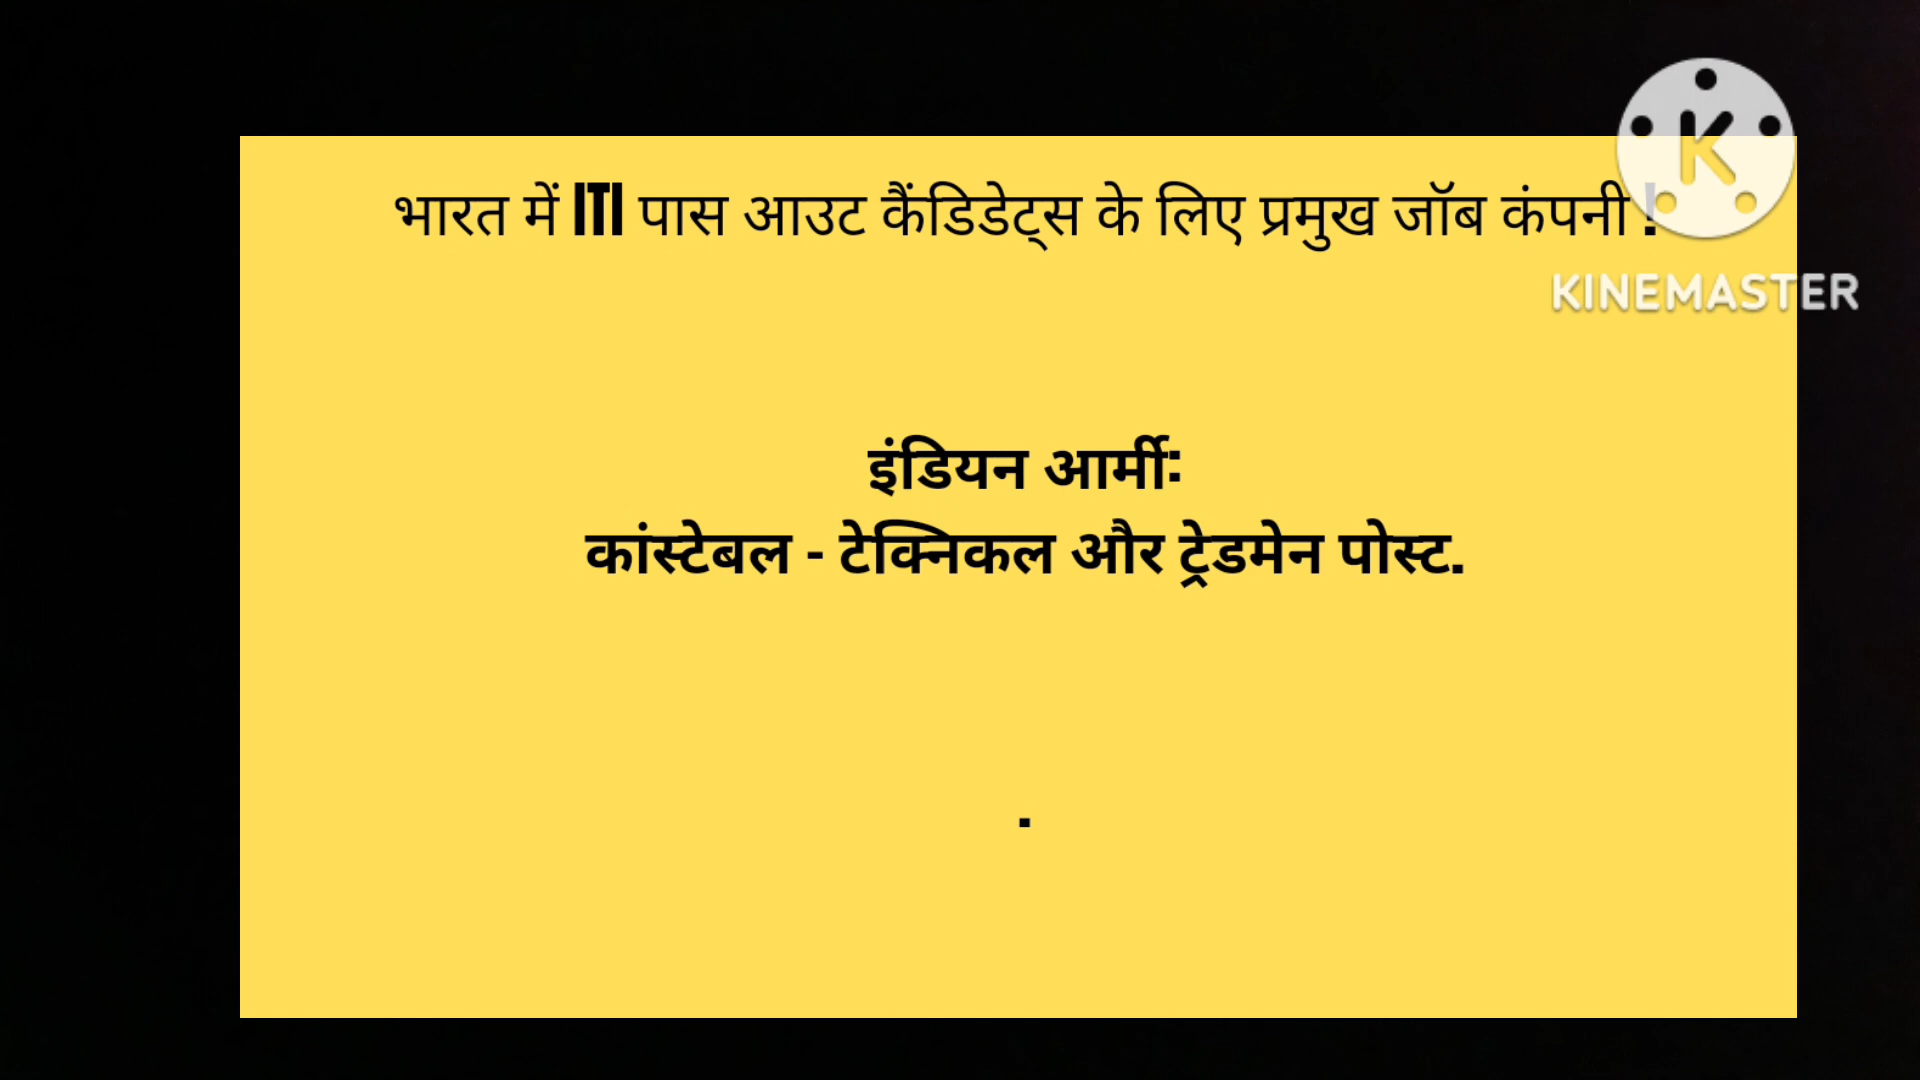 भारत में ITI पास आउट कैंडिडेट्स के लिए प्रमुख जॉब कंपनी !
KINEMASTER
इंडियन आर्मी:
कांस्टेबल - टेक्निकल और ट्रेडमेन पोस्ट.
.